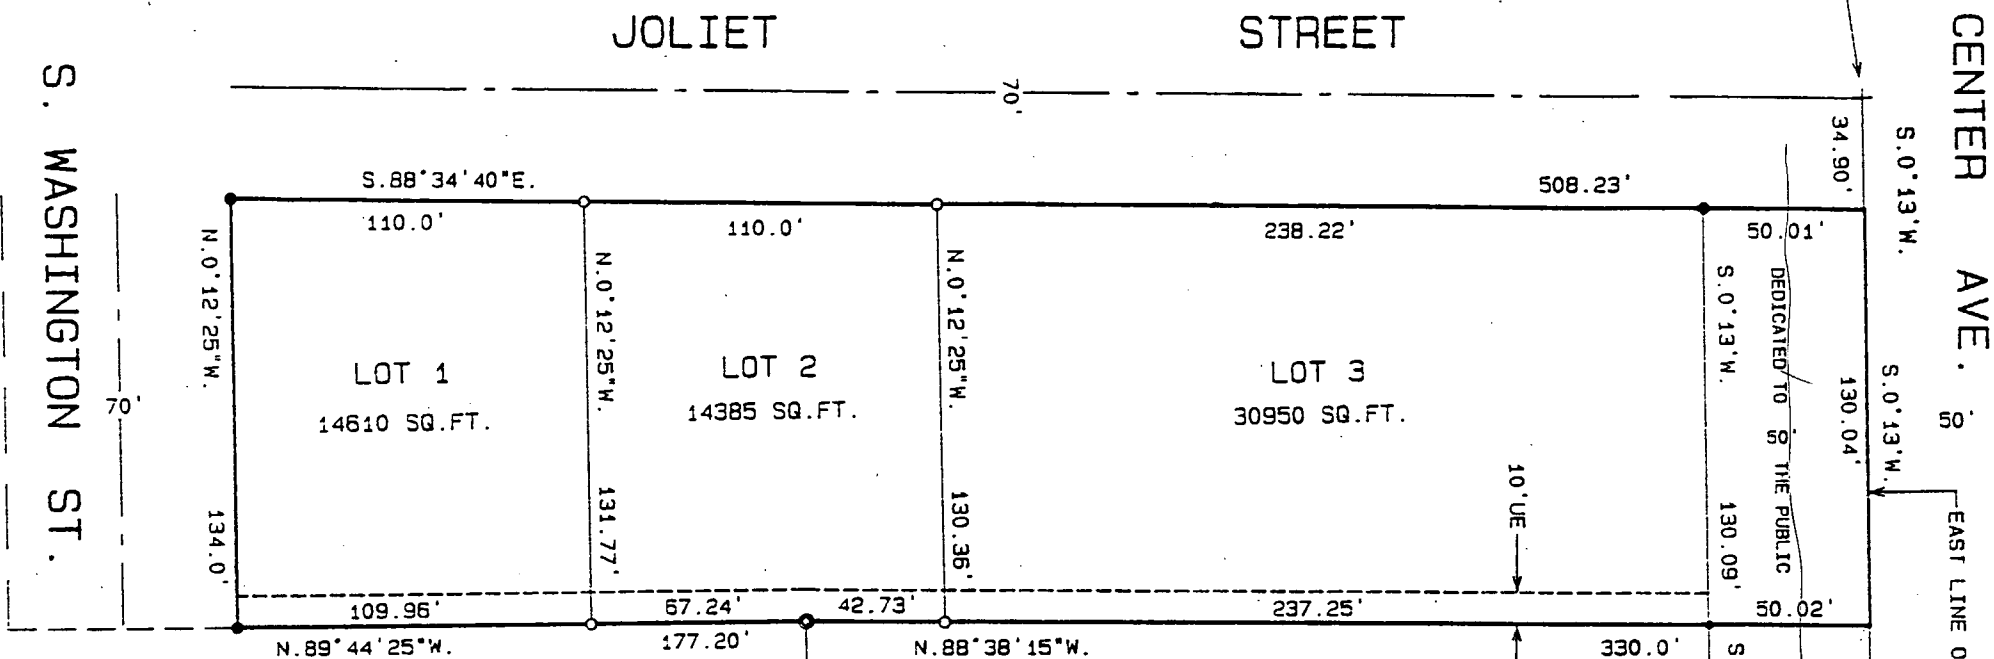 JOLIET STREET
CENTER AVE.
S. WASHINGTON ST.
70'
34.90'
S.0°13'W.
S.88°34'40"E.
508.23'
110.0'
110.0'
238.22'
50.01'
N.0°12'25"W.
N.0°12'25"W.
N.0°12'25"W.
S.0°13'W.
DEDICATED TO THE PUBLIC
50'
S.0°13'W.
130.04'
50'
LOT 1
14610 SQ.FT.
LOT 2
14385 SQ.FT.
LOT 3
30950 SQ.FT.
70'
134.0'
131.77'
130.36'
10'UE
130.09'
EAST LINE O
109.96'
67.24'
42.73'
237.25'
50.02'
N.89°44'25"W.
177.20'
N.88°38'15"W.
330.0'
S